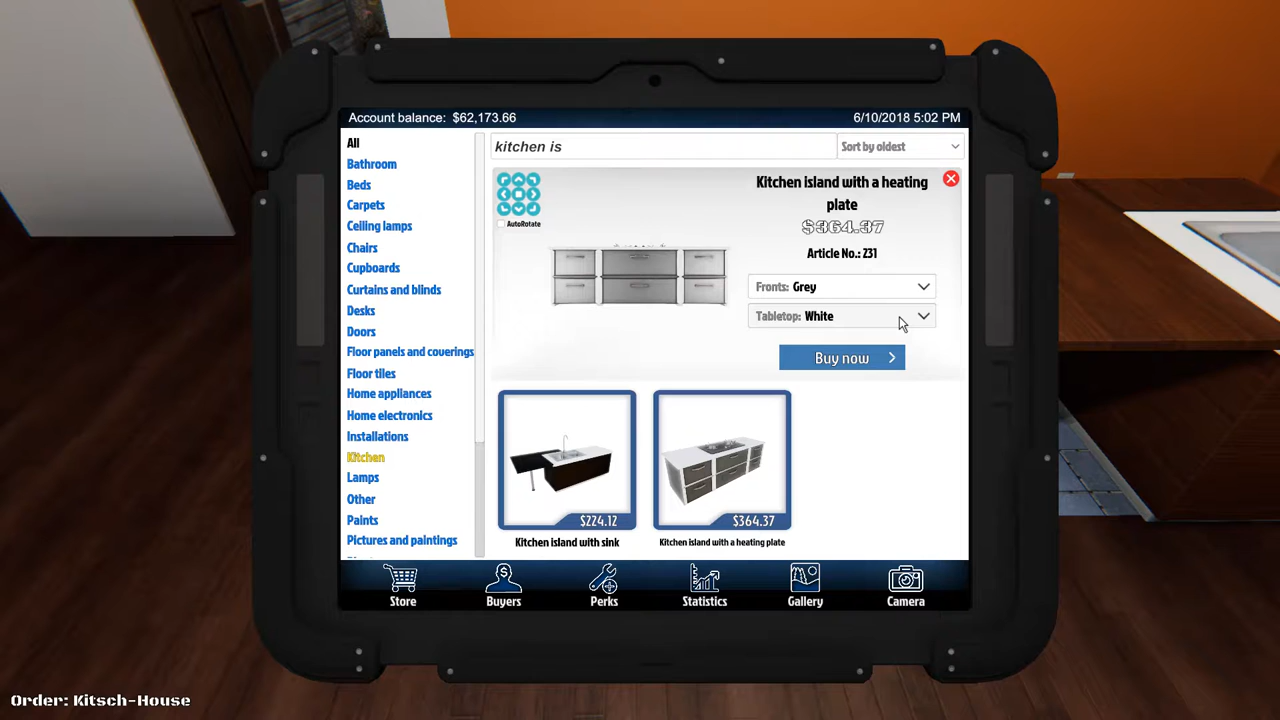 Account balance: $62,173.66
6/10/2018 5:02 PM
All
Bathroom
Beds
Carpets
Ceiling lamps
Chairs
Cupboards
Curtains and blinds
Desks
Doors
Floor panels and coverings
Floor tiles
Home appliances
Home electronics
Installations
Kitchen
Lamps
Other
Paints
Pictures and paintings
kitchen is
Sort by oldest
AutoRotate
Kitchen island with a heating
plate
$364.37
Article No.: 231
Fronts: Grey
Tabletop: White
Buy now
$224.12
Kitchen island with sink
$364.37
Kitchen island with a heating plate
Store
Buyers
Perks
Statistics
Gallery
Camera
Order: Kitsch-House